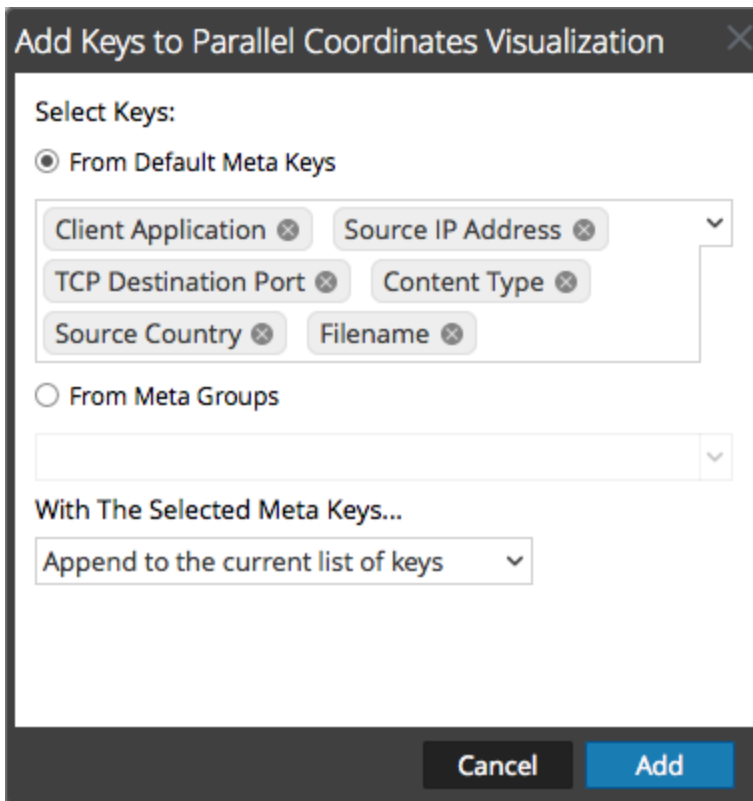 Add Keys to Parallel Coordinates Visualization
Select Keys:
From Default Meta Keys
Client Application Source IP Address
TCP Destination Port Content Type
Source Country Filename
From Meta Groups
With The Selected Meta Keys...
Append to the current list of keys
Cancel Add